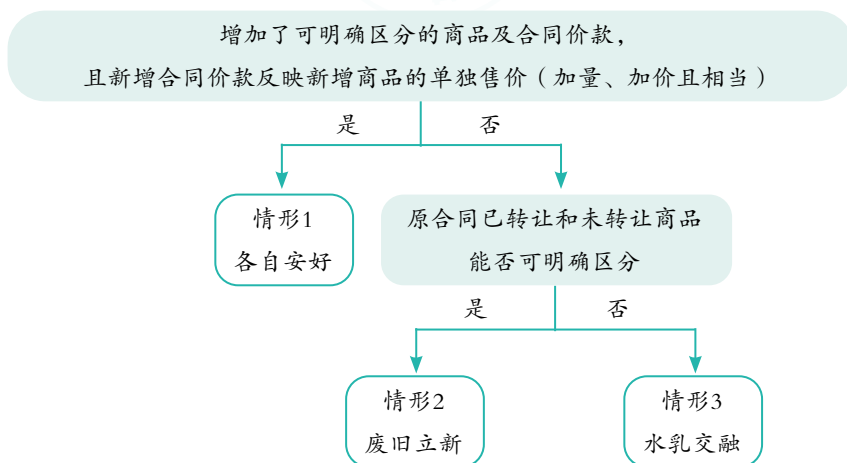 增加了可明确区分的商品及合同价款，
且新增合同价款反映新增商品的单独售价（加量、加价且相当）
是
否
情形1
各自安好
原合同已转让和未转让商品
能否可明确区分
是
否
情形2
废旧立新
情形3
水乳交融